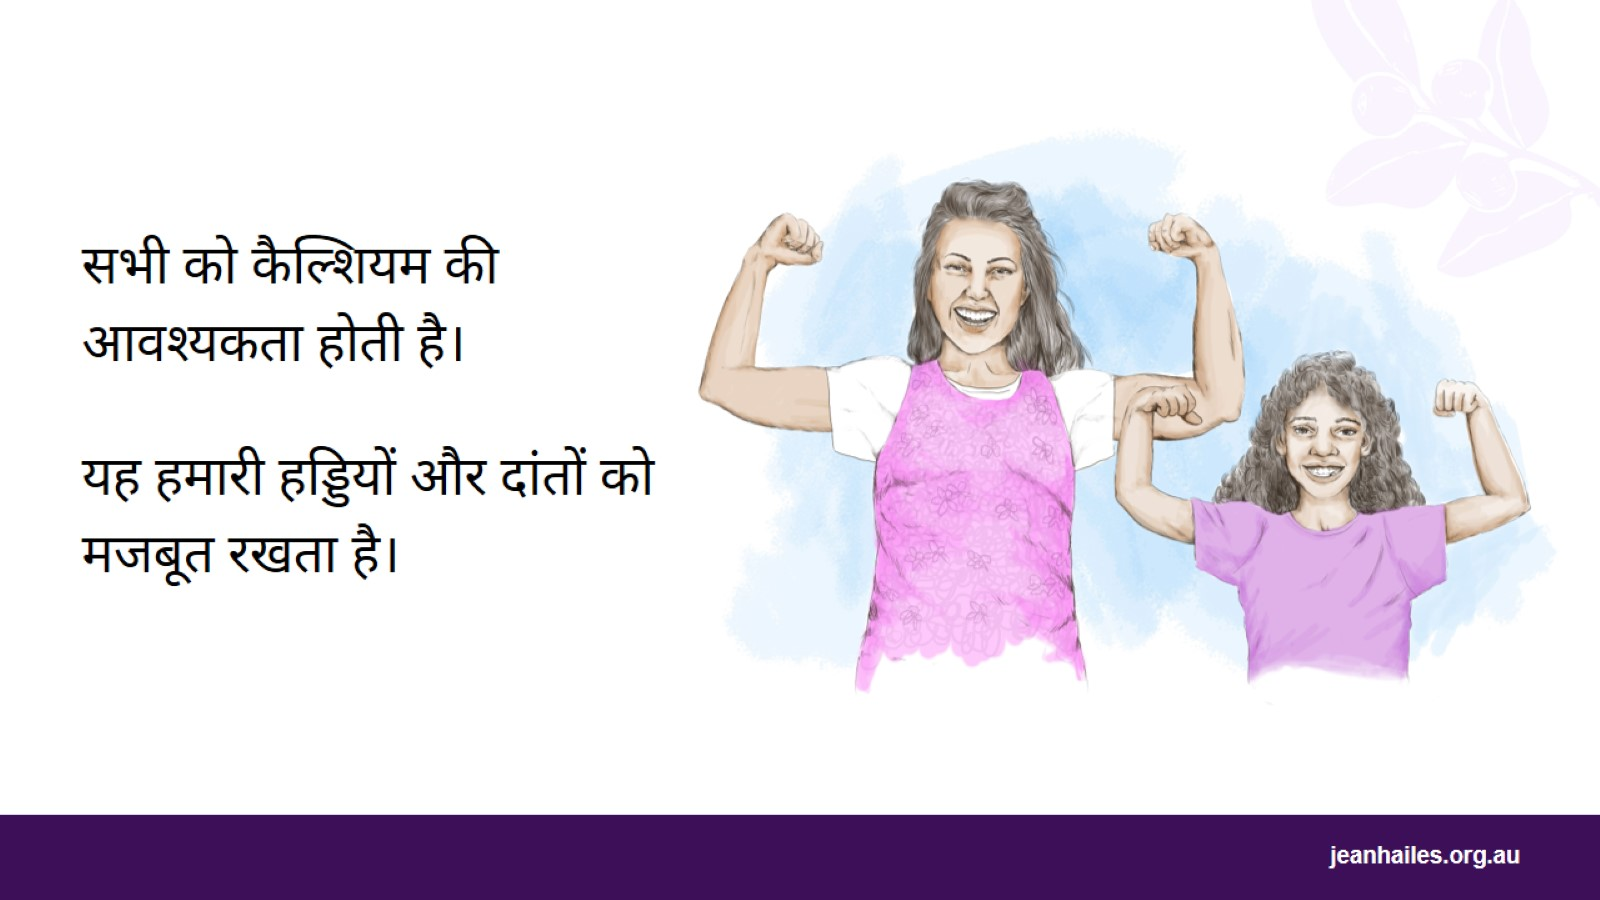 सभी को कैल्शियम की
आवश्यकता होती है।
यह हमारी हड्डियों और दांतों को
मजबूत रखता है।
jeanhailes.org.au